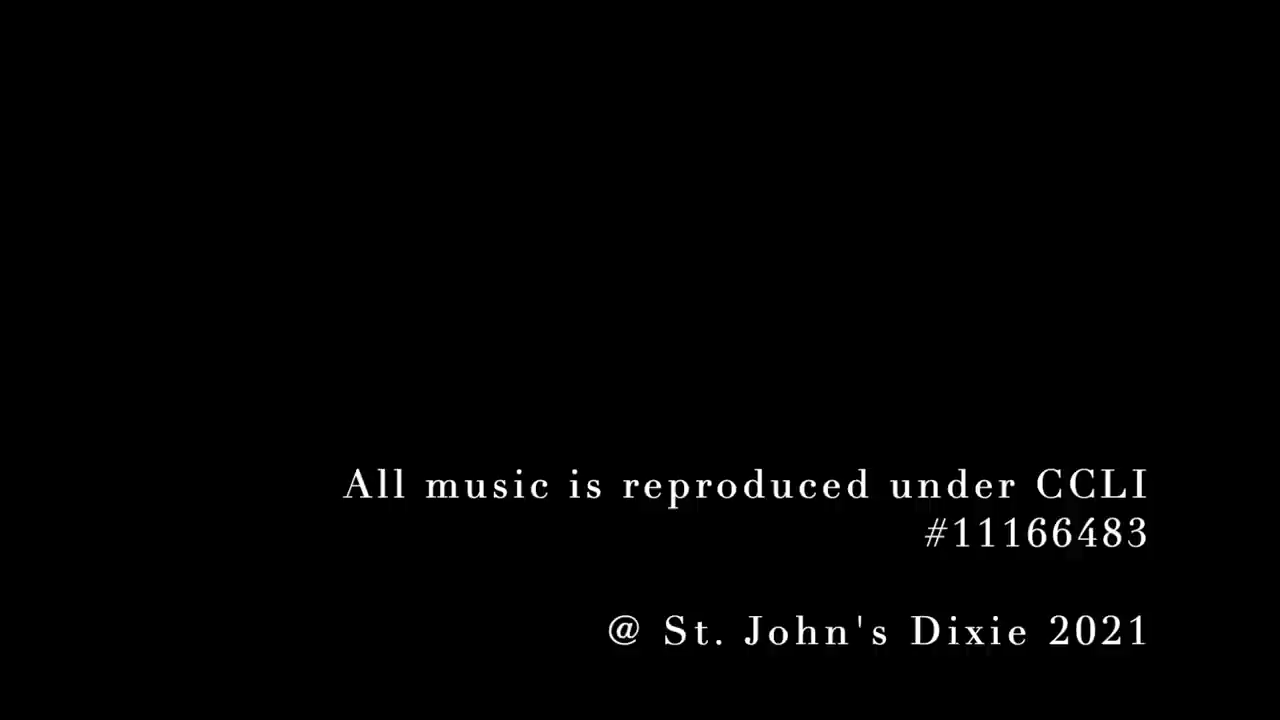 All music is reproduced under CCLI
#11166483
@ St. John's Dixie 2021